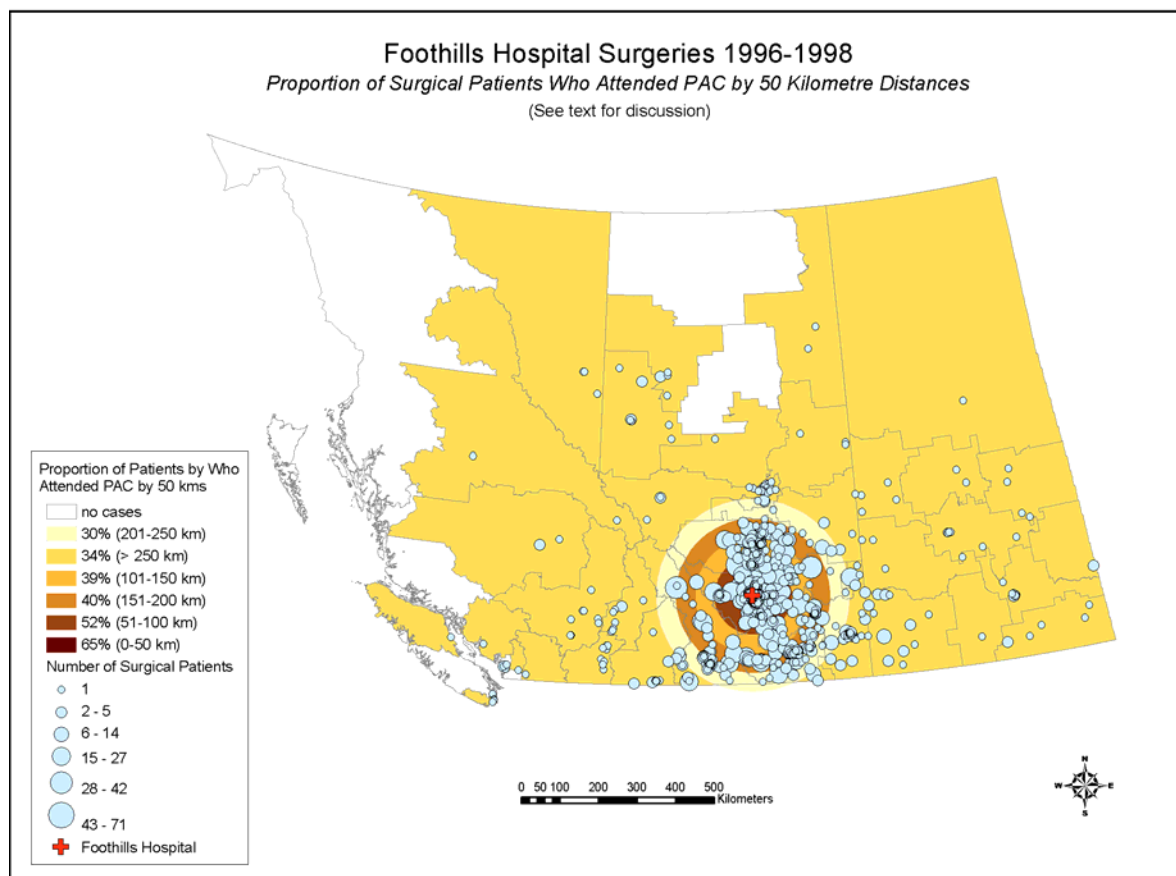 Foothills Hospital Surgeries 1996-1998
Proportion of Surgical Patients Who Attended PAC by 50 Kilometre Distances
(See text for discussion)
Proportion of Patients by Who
Attended PAC by 50 kms
no cases
30% (201-250 km)
34% (> 250 km)
39% (101-150 km)
40% (151-200 km)
52% (51-100 km)
65% (0-50 km)
Number of Surgical Patients
1
2 - 5
6 - 14
15 - 27
28 - 42
43 - 71
Foothills Hospital
0 50 100 200 300 400 500
Kilometers
N
W E
S